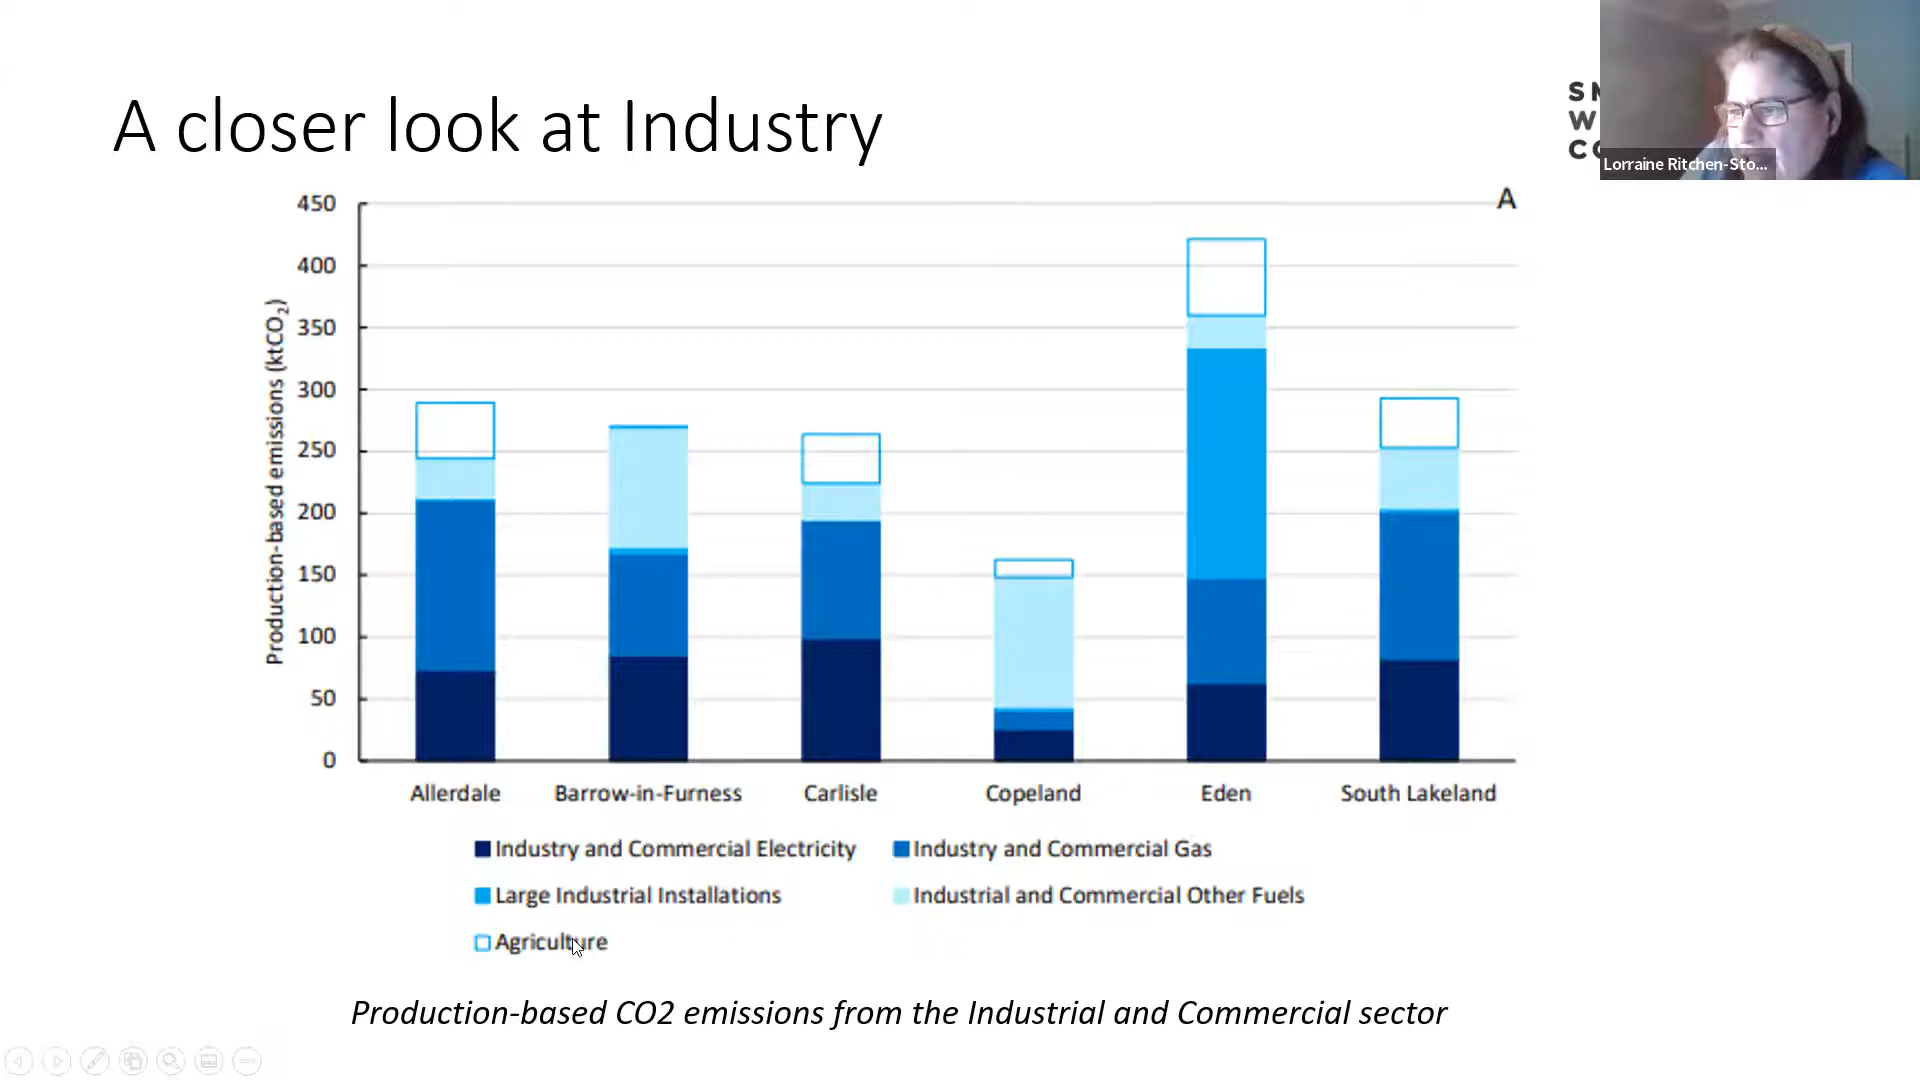 A closer look at Industry
Lorraine Ritchen-Sto...
A
Production-based emissions (ktCO₂)
450
400
350
300
250
200
150
100
50
0
Allerdale Barrow-in-Furness Carlisle Copeland Eden South Lakeland
Industry and Commercial Electricity Industry and Commercial Gas
Large Industrial Installations Industrial and Commercial Other Fuels
Agriculture
Production-based CO2 emissions from the Industrial and Commercial sector